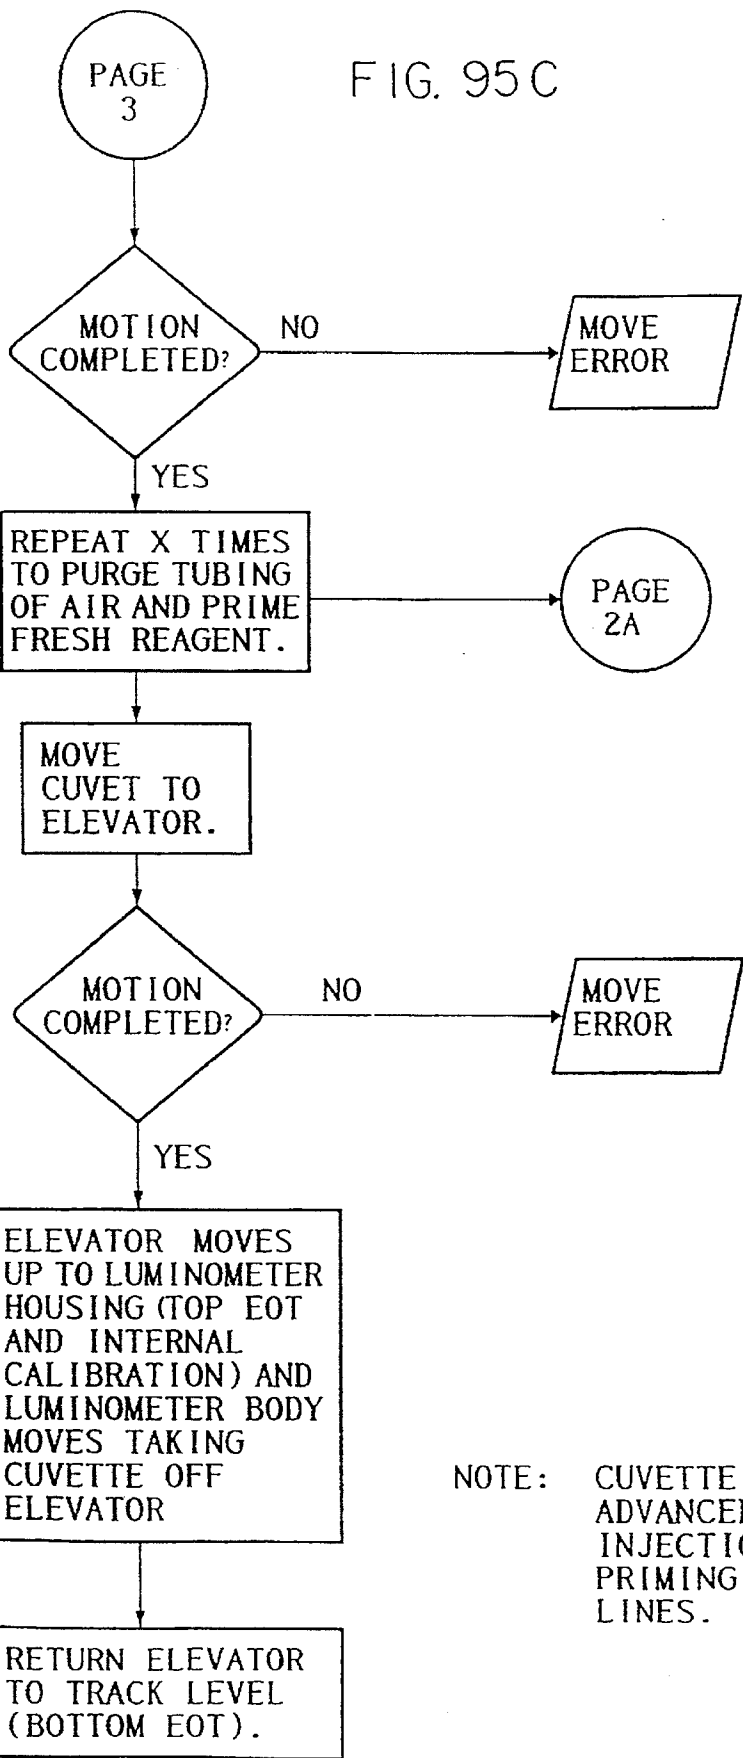 FIG. 95C
PAGE
3
MOTION
COMPLETED?
NO
MOVE
ERROR
YES
REPEAT X TIMES
TO PURGE TUBING
OF AIR AND PRIME
FRESH REAGENT.
PAGE
2A
MOVE
CUVET TO
ELEVATOR.
MOTION
COMPLETED?
NO
MOVE
ERROR
YES
ELEVATOR MOVES
UP TO LUMINOMETER
HOUSING (TOP EOT
AND INTERNAL
CALIBRATION) AND
LUMINOMETER BODY
MOVES TAKING
CUVETTE OFF
ELEVATOR
NOTE: CUVETTE
PRIMING
LINES.
RETURN ELEVATOR
TO TRACK LEVEL
(BOTTOM EOT).